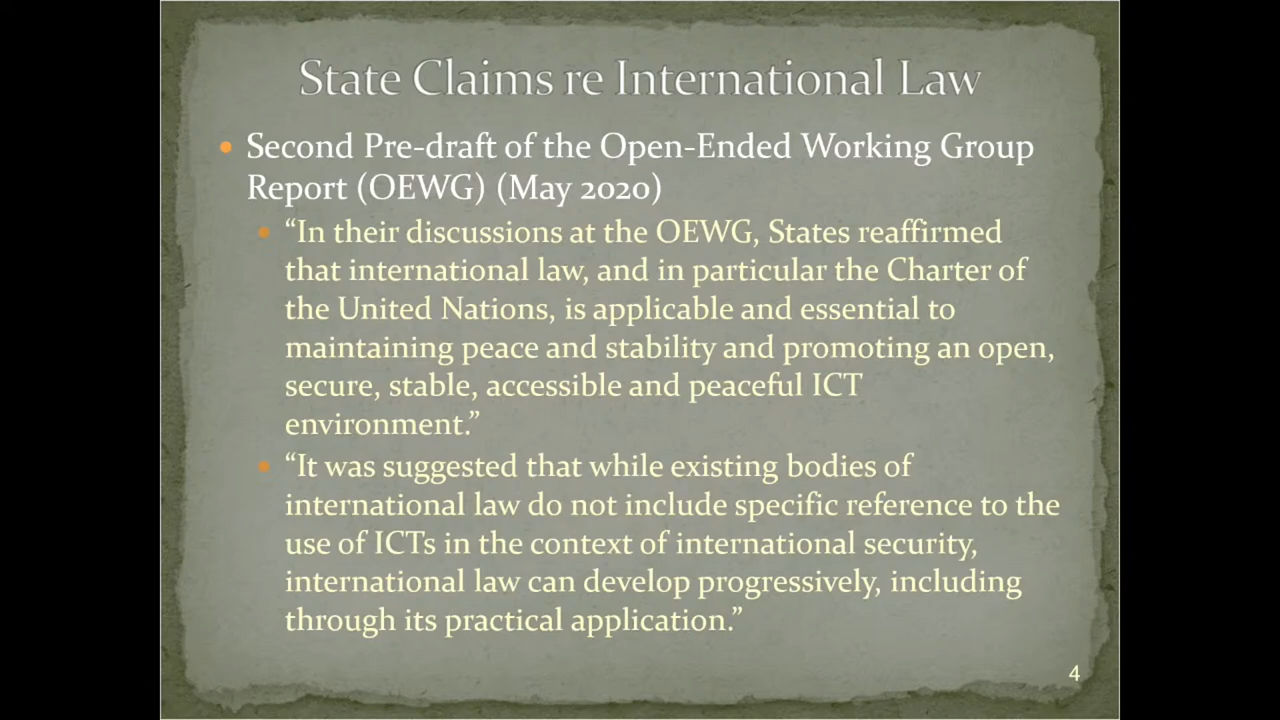 State Claims re International Law
• Second Pre-draft of the Open-Ended Working Group
Report (OEWG) (May 2020)
• “In their discussions at the OEWG, States reaffirmed
that international law, and in particular the Charter of
the United Nations, is applicable and essential to
maintaining peace and stability and promoting an open,
secure, stable, accessible and peaceful ICT
environment.”
• “It was suggested that while existing bodies of
international law do not include specific reference to the
use of ICTs in the context of international security,
international law can develop progressively, including
through its practical application.”
4